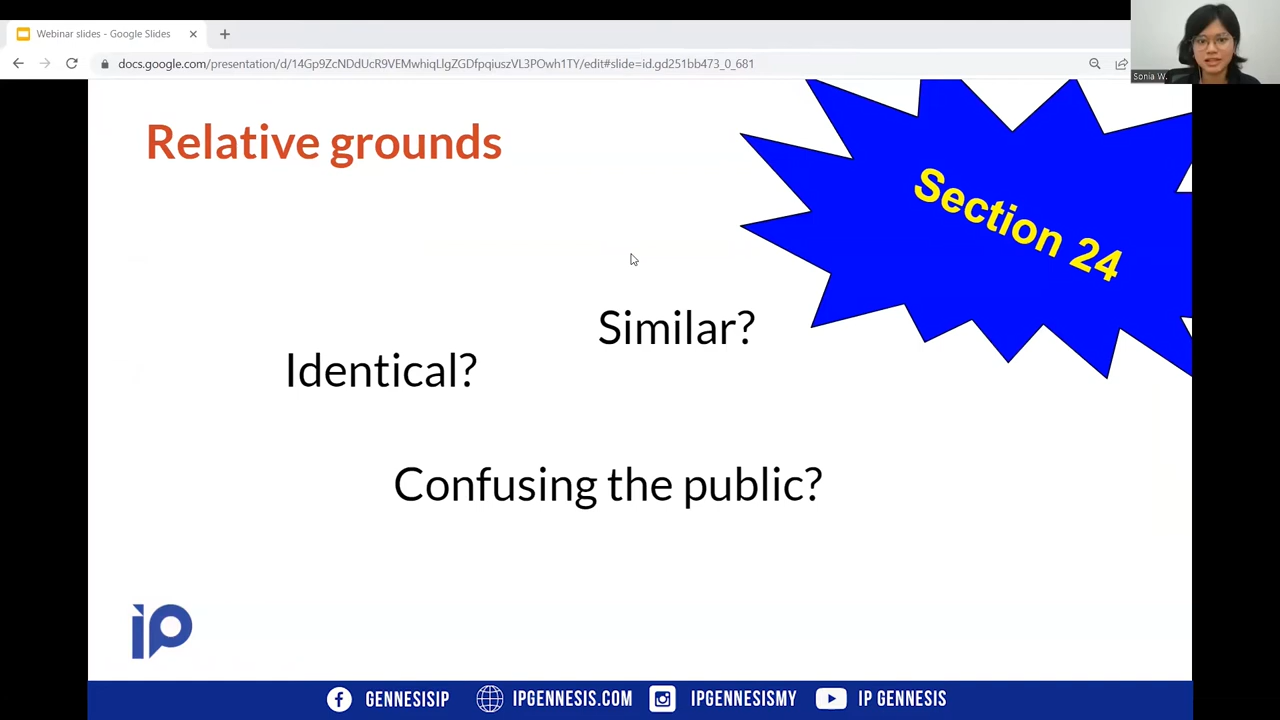 Webinar slides - Google Slides
docs.google.com/presentation/d/14Gp9ZcNDdUcR9VEMwhiqLlgZGDfpqiuszVL3POwh1TY/edit#slide=id.gd251bb473_0_681
Sonia W.
Relative grounds
Section 24
Similar?
Identical?
Confusing the public?
ip
GENNESISIP IPGENNESIS.COM IPGENNESISMY IP GENNESIS